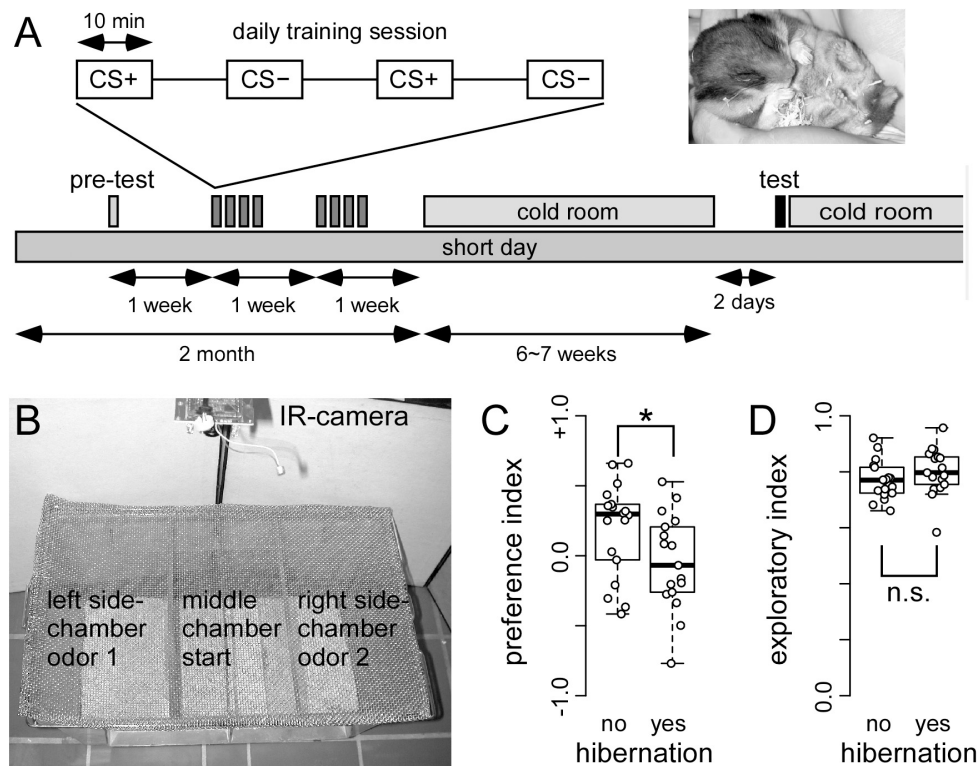 A
10 min
daily training session
CS+
CS−
CS+
CS−
pre-test
test
cold room
cold room
short day
1 week
1 week
1 week
2 days
2 month
6~7 weeks
B
IR-camera
left side-
chamber
odor 1
middle
chamber
start
right side-
chamber
odor 2
C
preference index
+1.0
0.0
-1.0
*
no
yes
hibernation
D
exploratory index
1.0
0.0
n.s.
no
yes
hibernation